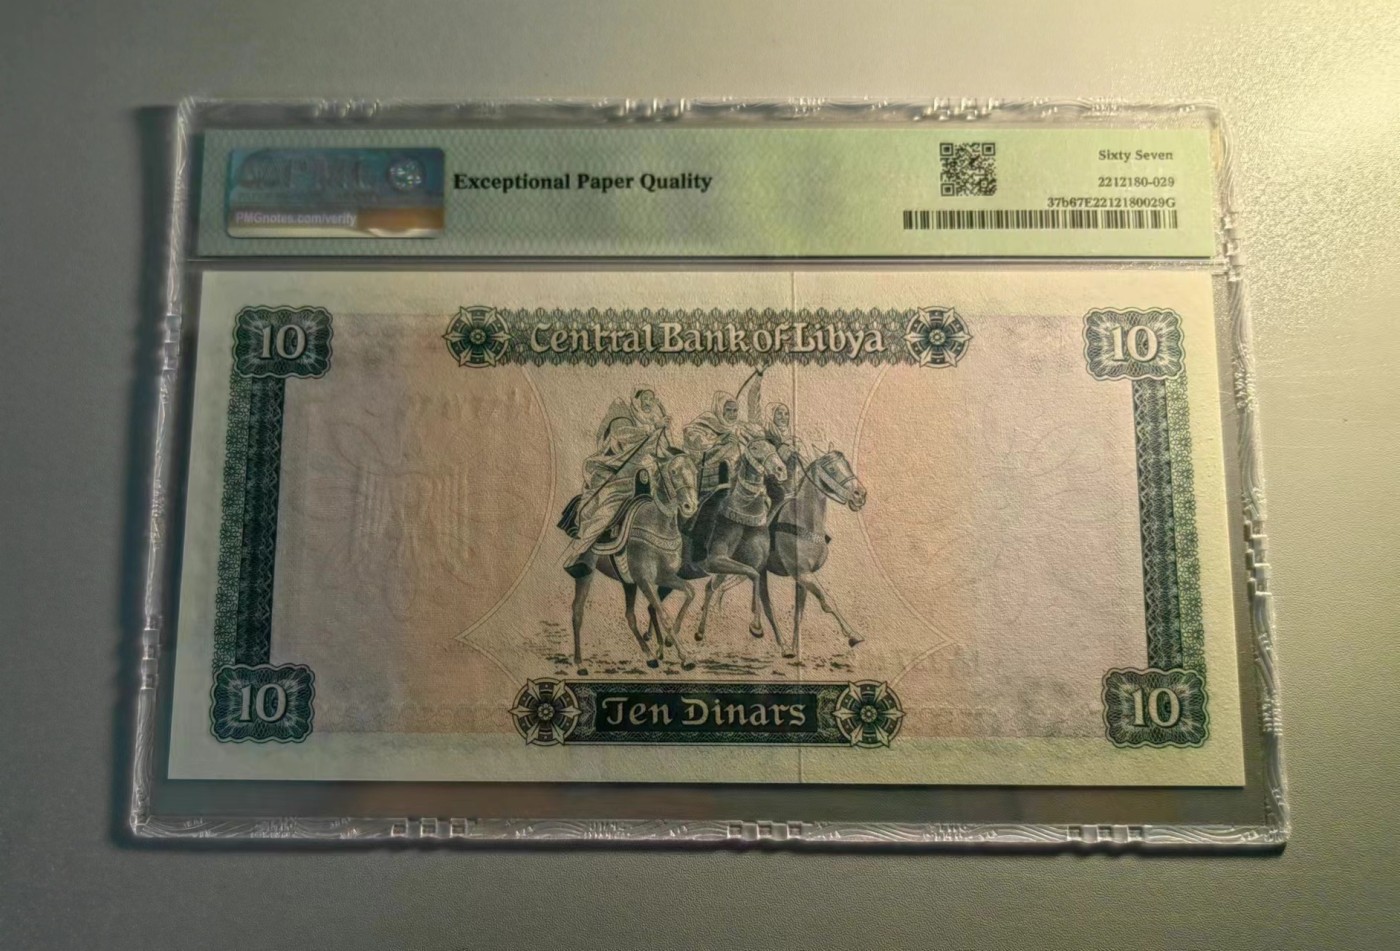 PMG
PMGnotes.com/verify
Exceptional Paper Quality
Sixty Seven
2212180-029
37b67E2212180029G
10
Central Bank of Libya
10
10
Ten Dinars
10